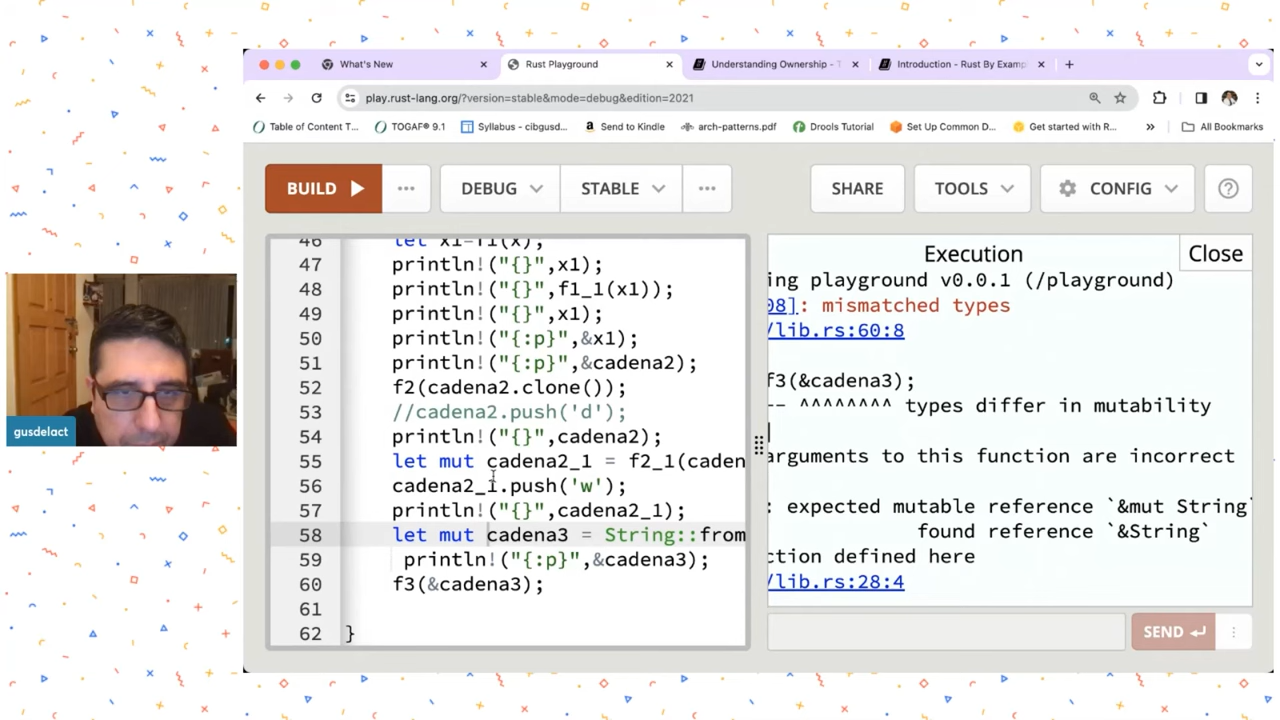 What's New
Rust Playground
Understanding Ownership - T
Introduction - Rust By Examp
play.rust-lang.org/?version=stable&mode=debug&edition=2021
Table of Content T...
TOGAF® 9.1
Syllabus - cibgusd...
Send to Kindle
arch-patterns.pdf
Drools Tutorial
Set Up Common D...
Get started with R...
»
All Bookmarks
BUILD
...
DEBUG
STABLE
...
SHARE
TOOLS
CONFIG
46 let x1=f1(x);
47 println!("{}",x1);
48 println!("{}",f1_1(x1));
49 println!("{}",x1);
50 println!("{:p}",&x1);
51 println!("{:p}",&cadena2);
52 f2(cadena2.clone());
53 //cadena2.push('d');
54 println!("{}",cadena2);
55 let mut cadena2_1 = f2_1(caden
56 cadena2_1.push('w');
57 println!("{}",cadena2_1);
58 let mut cadena3 = String::from
59 println!("{:p}",&cadena3);
60 f3(&cadena3);
61
62 }
Execution
Close
ing playground v0.0.1 (/playground)
08]: mismatched types
/lib.rs:60:8
f3(&cadena3);
-- ^^^^^^^^ types differ in mutability
|
arguments to this function are incorrect
: expected mutable reference `&mut String`
found reference `&String`
ction defined here
/lib.rs:28:4
SEND
gusdelact